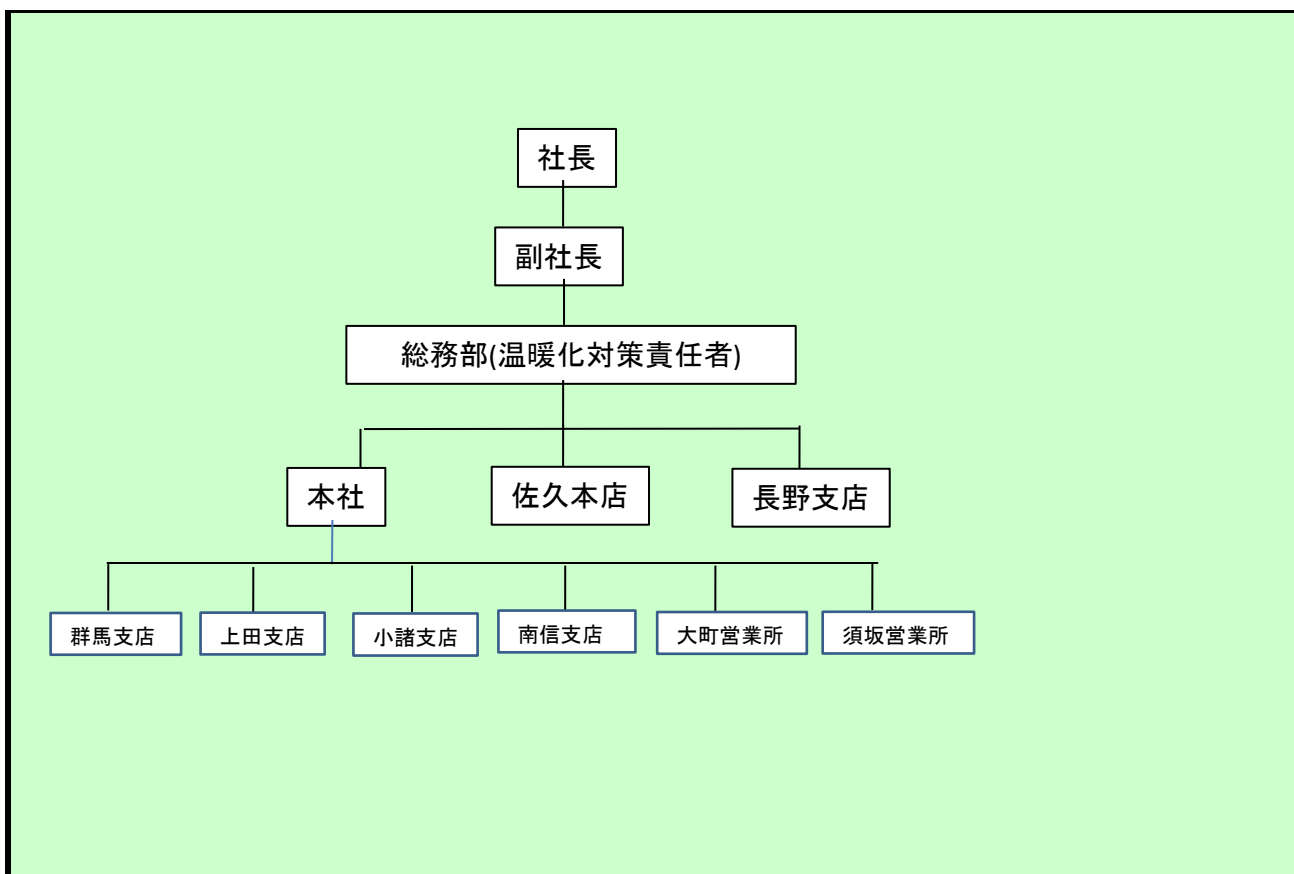 社長
副社長
総務部(温暖化対策責任者)
本社
佐久本店
長野支店
群馬支店
上田支店
小諸支店
南信支店
大町営業所
須坂営業所